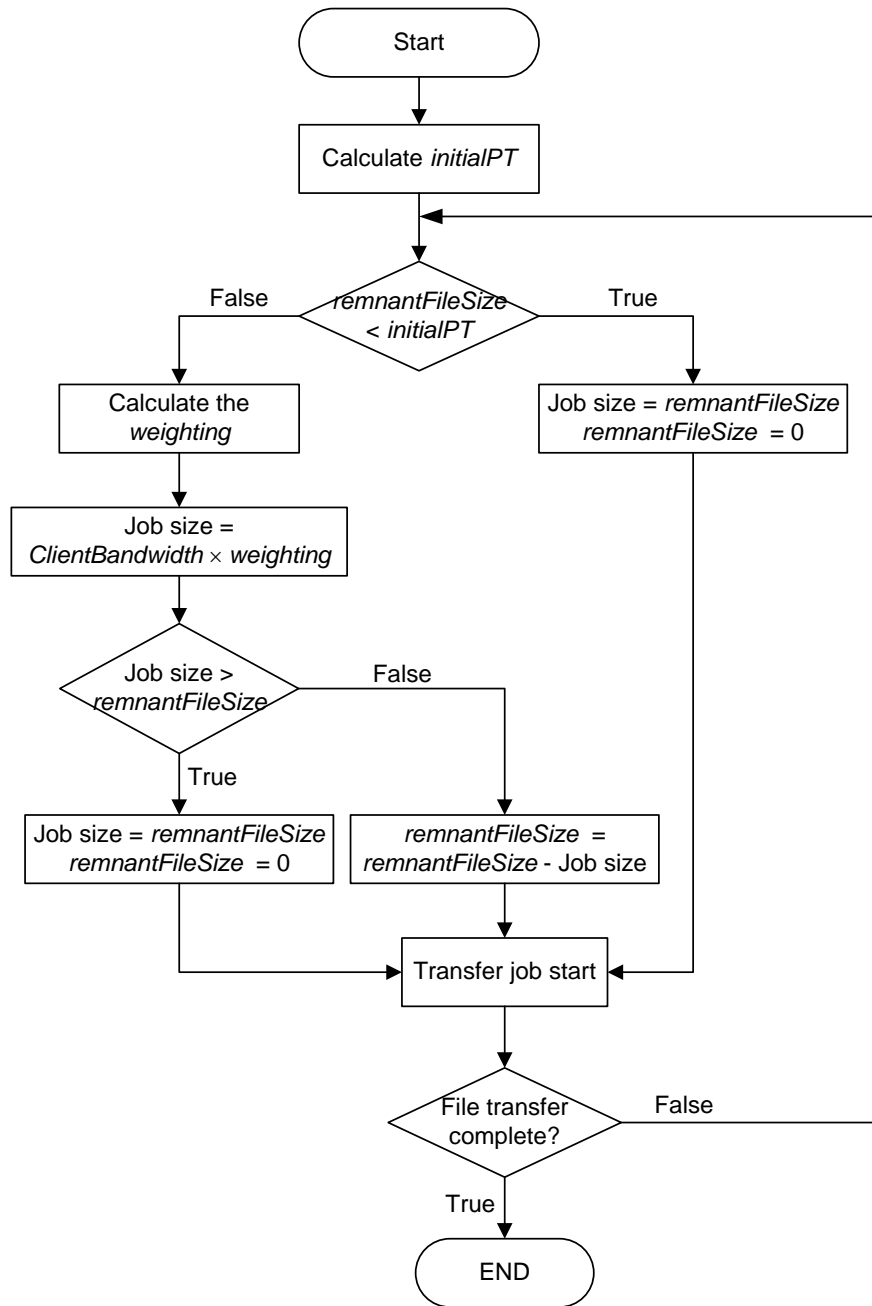 Start
Calculate initialPT
False
True
remnantFileSize
< initialPT
Calculate the
weighting
Job size = remnantFileSize
remnantFileSize = 0
Job size =
ClientBandwidth × weighting
Job size >
remnantFileSize
False
True
Job size = remnantFileSize
remnantFileSize = 0
remnantFileSize =
remnantFileSize - Job size
Transfer job start
File transfer
complete?
False
True
END